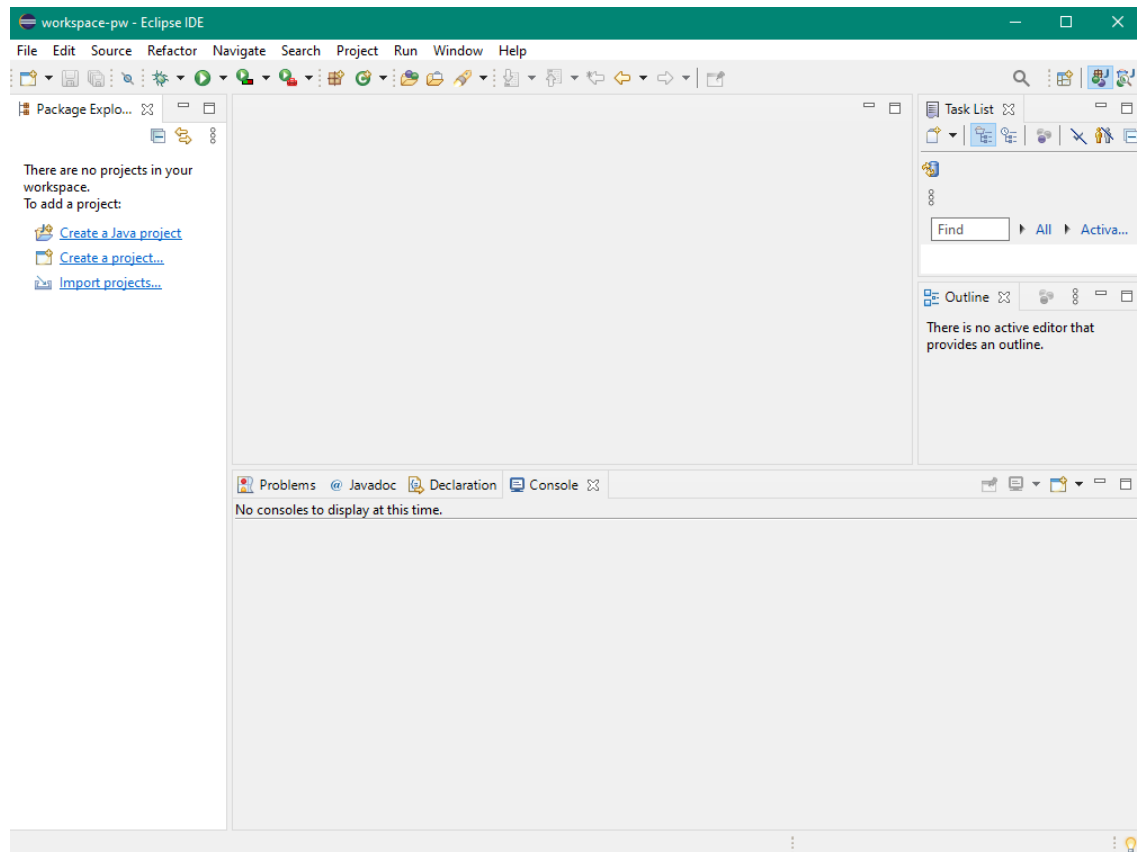 workspace-pw - Eclipse IDE
File Edit Source Refactor Navigate Search Project Run Window Help
Package Explo...
There are no projects in your
workspace.
To add a project:
Create a Java project
Create a project...
Import projects...
Task List
Find All Activa...
Outline
There is no active editor that
provides an outline.
Problems @ Javadoc Declaration Console
No consoles to display at this time.